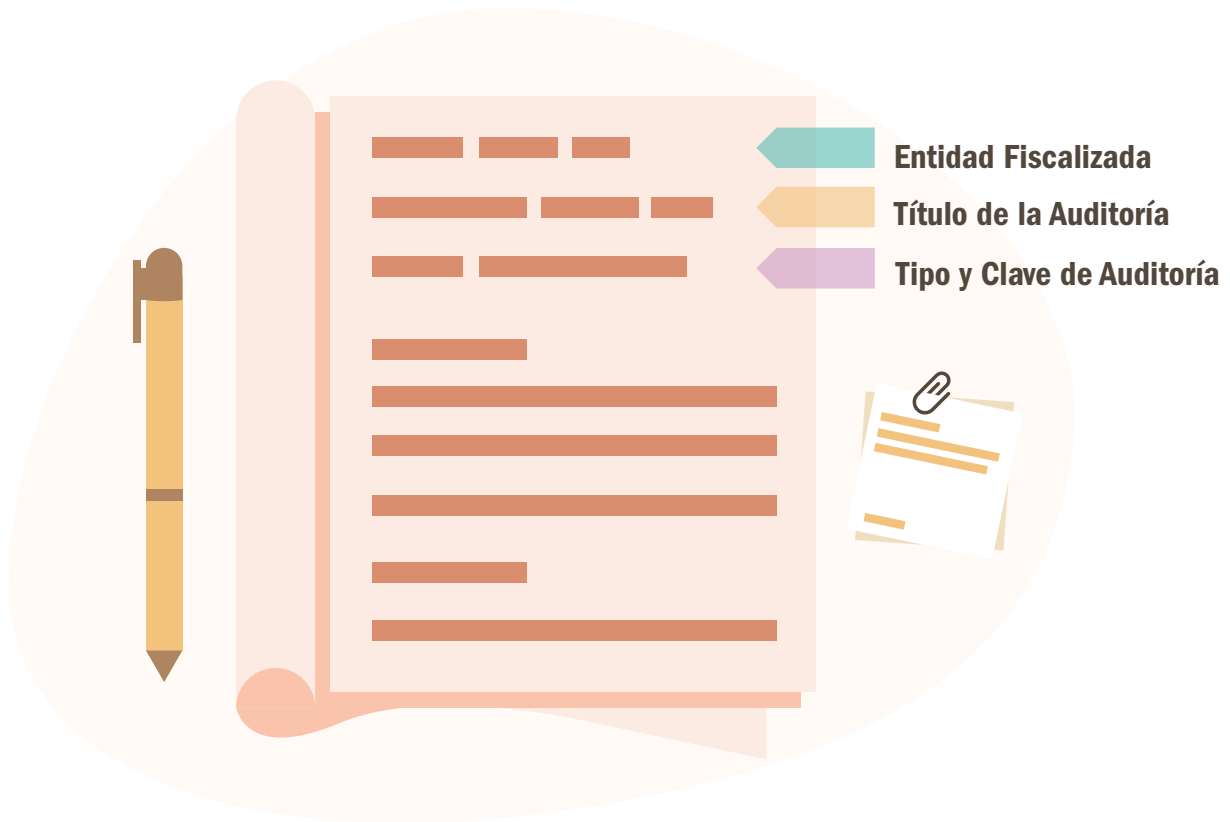 Entidad Fiscalizada
Título de la Auditoría
Tipo y Clave de Auditoría